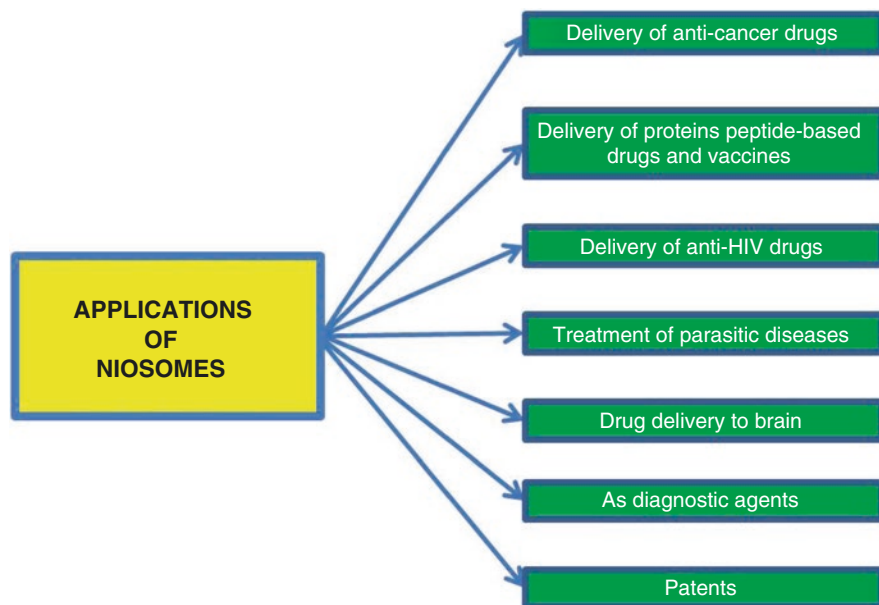 APPLICATIONS
OF
NIOSOMES
Delivery of anti-cancer drugs
Delivery of proteins peptide-based
drugs and vaccines
Delivery of anti-HIV drugs
Treatment of parasitic diseases
Drug delivery to brain
As diagnostic agents
Patents